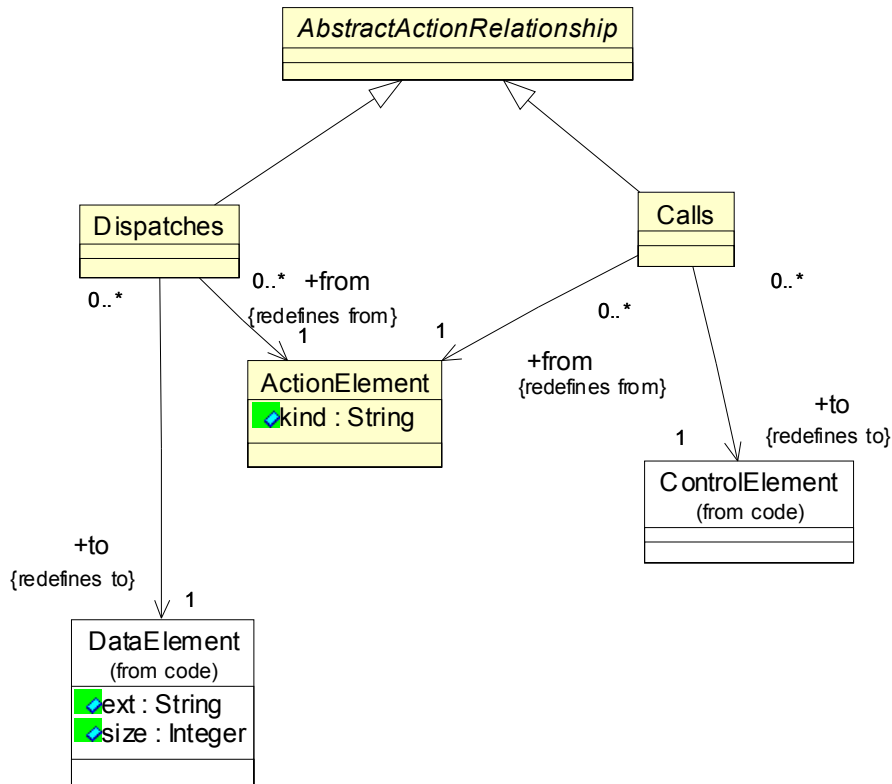 AbstractActionRelationship
Dispatches
Calls
0..*
0..*
+from
{redefines from}
1
0..*
0..*
1
+from
{redefines from}
ActionElement
kind : String
+to
{redefines to}
1
ControlElement
(from code)
+to
{redefines to}
1
DataElement
(from code)
ext : String
size : Integer